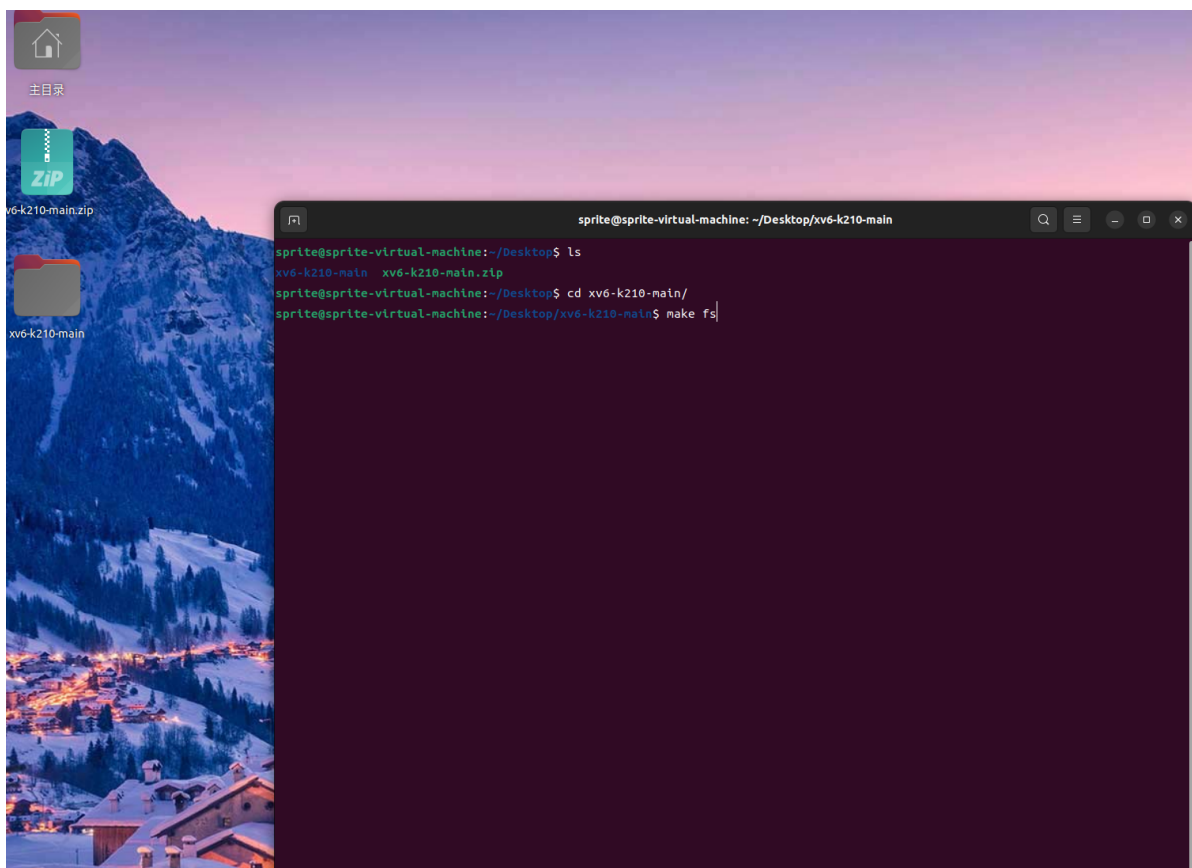 主目录
ZiP
v6-k210-main.zip
xv6-k210-main
sprite@sprite-virtual-machine: ~/Desktop/xv6-k210-main
sprite@sprite-virtual-machine:~/Desktop$ ls
xv6-k210-main  xv6-k210-main.zip
sprite@sprite-virtual-machine:~/Desktop$ cd xv6-k210-main/
sprite@sprite-virtual-machine:~/Desktop/xv6-k210-main$ make fs